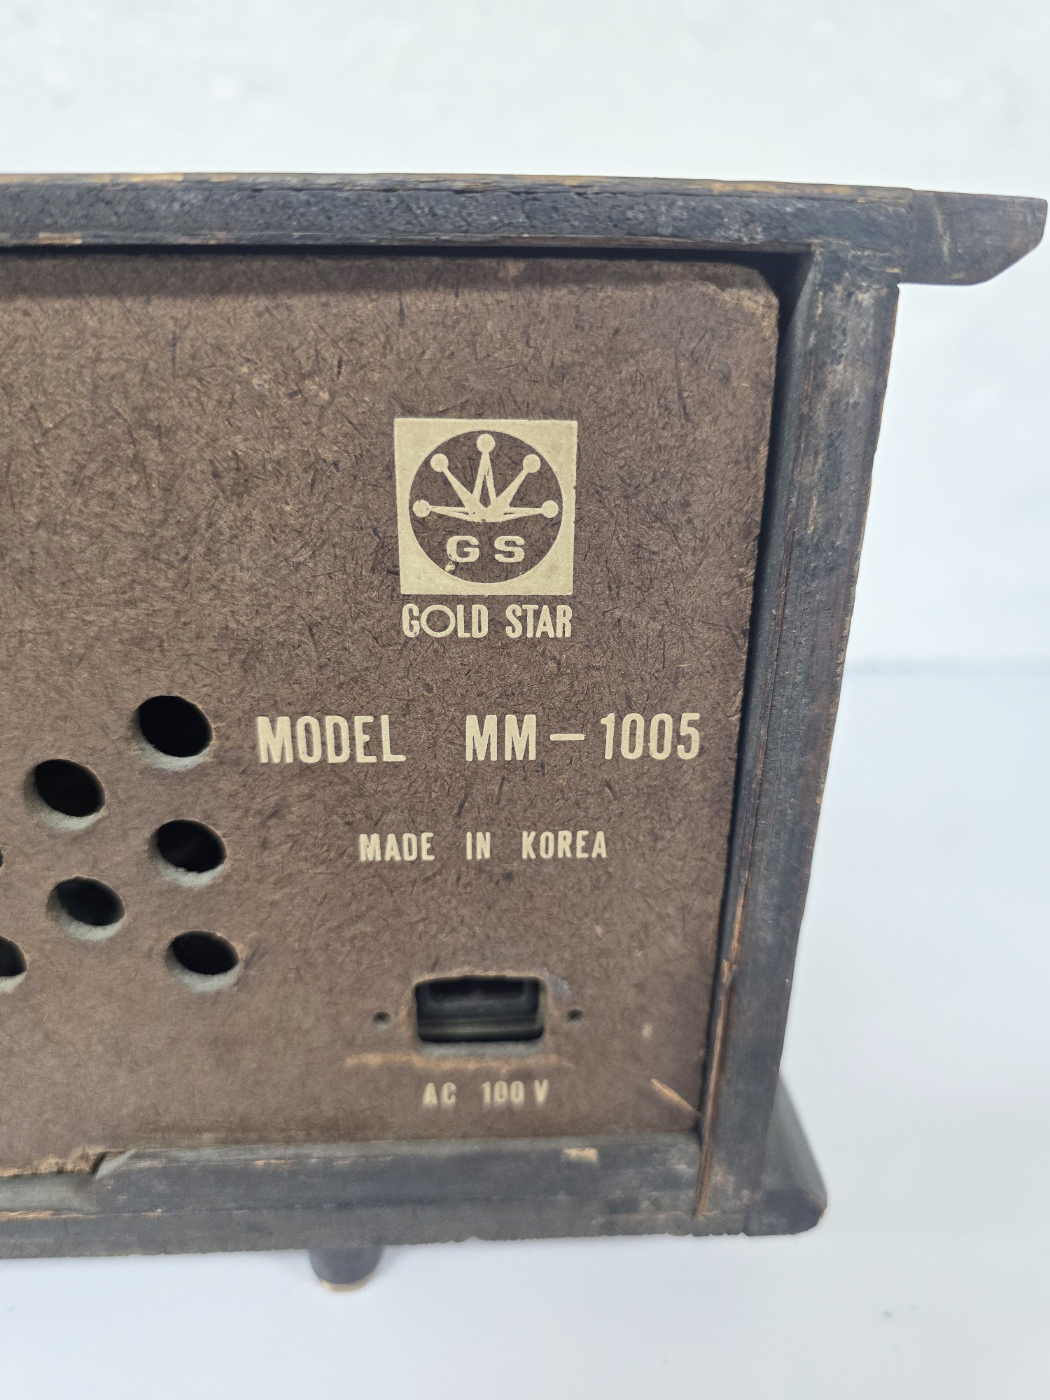 GS
GOLD STAR
MODEL MM-1005
MADE IN KOREA
AC 100V